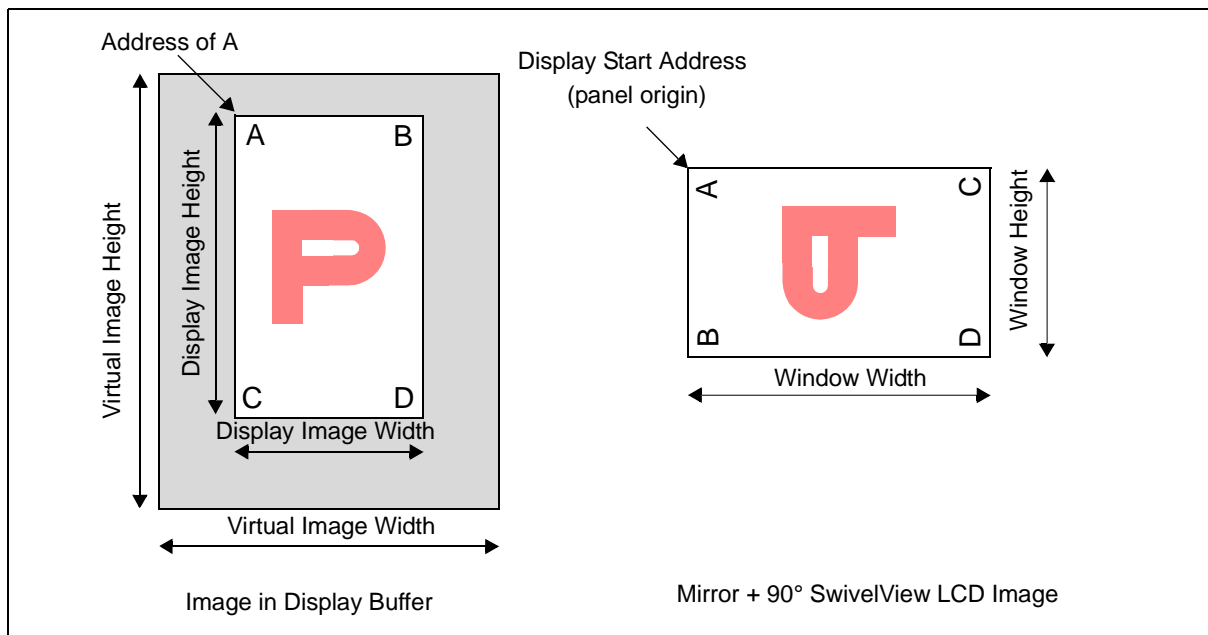 Address of A
Display Start Address
(panel origin)
Virtual Image Height
Display Image Height
A B
P
C D
Display Image Width
Virtual Image Width
Image in Display Buffer
A C
P
B D
Window Height
Window Width
Mirror + 90° SwivelView LCD Image